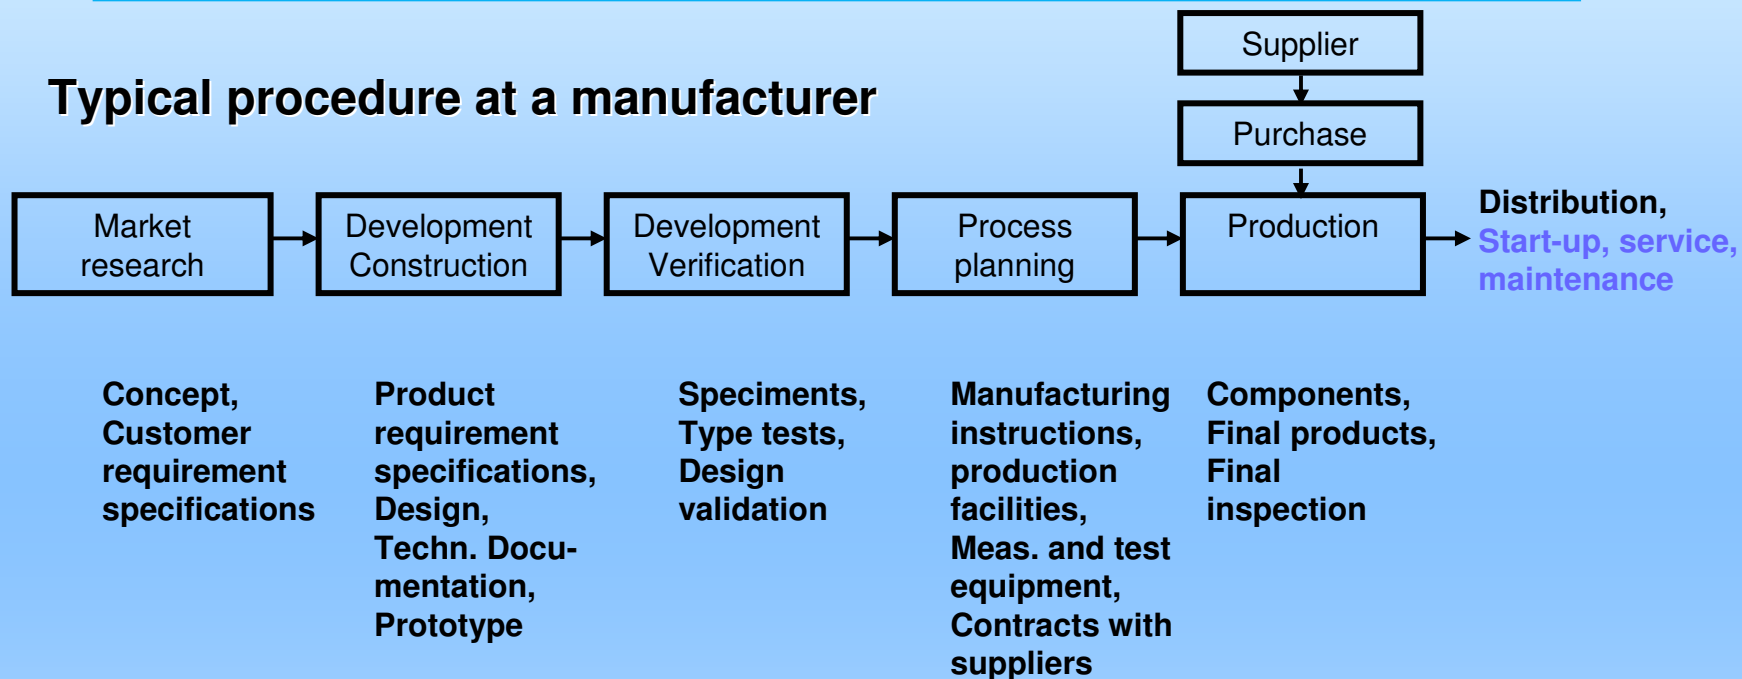 Typical procedure at a manufacturer
Supplier
Purchase
Market
research
Development
Construction
Development
Verification
Process
planning
Production
Distribution,
Start-up, service,
maintenance
Concept,
Customer
requirement
specifications
Product
requirement
specifications,
Design,
Techn. Docu-
mentation,
Prototype
Speciments,
Type tests,
Design
validation
Manufacturing
instructions,
production
facilities,
Meas. and test
equipment,
Contracts with
suppliers
Components,
Final products,
Final
inspection